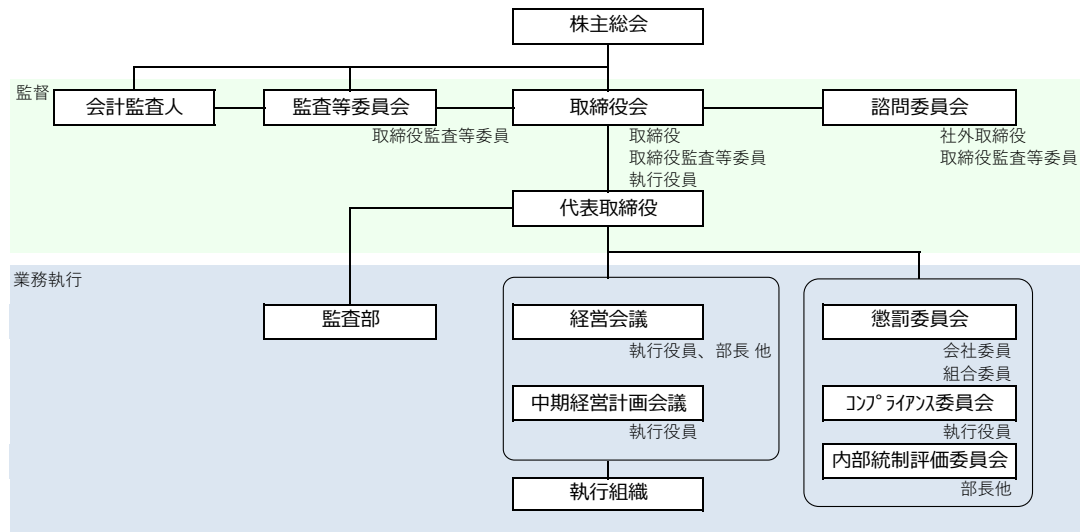 株主総会
監督
会計監査人
監査等委員会
取締役会
諮問委員会
取締役監査等委員
取締役
取締役監査等委員
執行役員
社外取締役
取締役監査等委員
代表取締役
業務執行
監査部
経営会議
執行役員、部長 他
中期経営計画会議
執行役員
執行組織
懲罰委員会
会社委員
組合委員
ｺﾝﾌﾟﾗｲｱﾝｽ委員会
執行役員
内部統制評価委員会
部長他